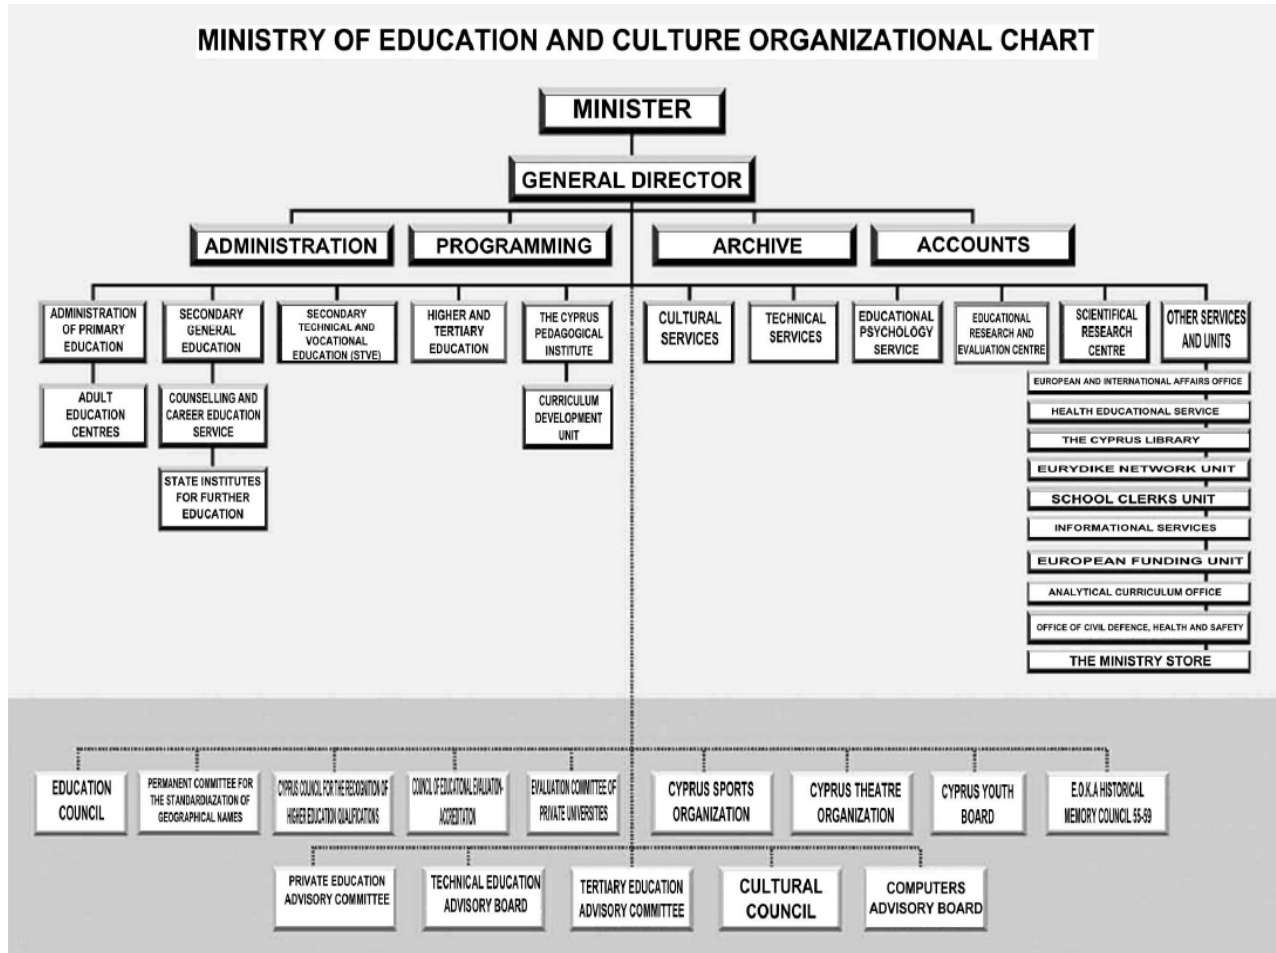 MINISTRY OF EDUCATION AND CULTURE ORGANIZATIONAL CHART
MINISTER
GENERAL DIRECTOR
ADMINISTRATION
PROGRAMMING
ARCHIVE
ACCOUNTS
ADMINISTRATION
OF PRIMARY
EDUCATION
SECONDARY
GENERAL
EDUCATION
SECONDARY
TECHNICAL AND
VOCATIONAL
EDUCATION (STVE)
HIGHER AND
TERTIARY
EDUCATION
THE CYPRUS
PEDAGOGICAL
INSTITUTE
CULTURAL
SERVICES
TECHNICAL
SERVICES
EDUCATIONAL
PSYCHOLOGY
SERVICE
EDUCATIONAL
RESEARCH AND
EVALUATION CENTRE
SCIENTIFICAL
RESEARCH
CENTRE
OTHER SERVICES
AND UNITS
ADULT
EDUCATION
CENTRES
COUNSELLING AND
CAREER EDUCATION
SERVICE
CURRICULUM
DEVELOPMENT
UNIT
STATE INSTITUTES
FOR FURTHER
EDUCATION
EUROPEAN AND INTERNATIONAL AFFAIRS OFFICE
HEALTH EDUCATIONAL SERVICE
THE CYPRUS LIBRARY
EURYDIKE NETWORK UNIT
SCHOOL CLERKS UNIT
INFORMATIONAL SERVICES
EUROPEAN FUNDING UNIT
ANALYTICAL CURRICULUM OFFICE
OFFICE OF CIVIL DEFENCE, HEALTH AND SAFETY
THE MINISTRY STORE
EDUCATION
COUNCIL
PERMANENT COMMITTEE FOR
THE STANDARDIAZATION OF
GEOGRAPHICAL NAMES
CYPRUS COUNCIL FOR THE RECOGNITION OF
HIGHER EDUCATION QUALIFICATIONS
COUNCIL OF EDUCATIONAL EVALUATION-
ACCREDITATON
EVALUATION COMMITTEE OF
PRIVATE UNIVERSITIES
CYPRUS SPORTS
ORGANIZATION
CYPRUS THEATRE
ORGANIZATION
CYPRUS YOUTH
BOARD
E.O.K.A HISTORICAL
MEMORY COUNCIL 55-59
PRIVATE EDUCATION
ADVISORY COMMITTEE
TECHNICAL EDUCATION
ADVISORY BOARD
TERTIARY EDUCATION
ADVISORY COMMITTEE
CULTURAL
COUNCIL
COMPUTERS
ADVISORY BOARD